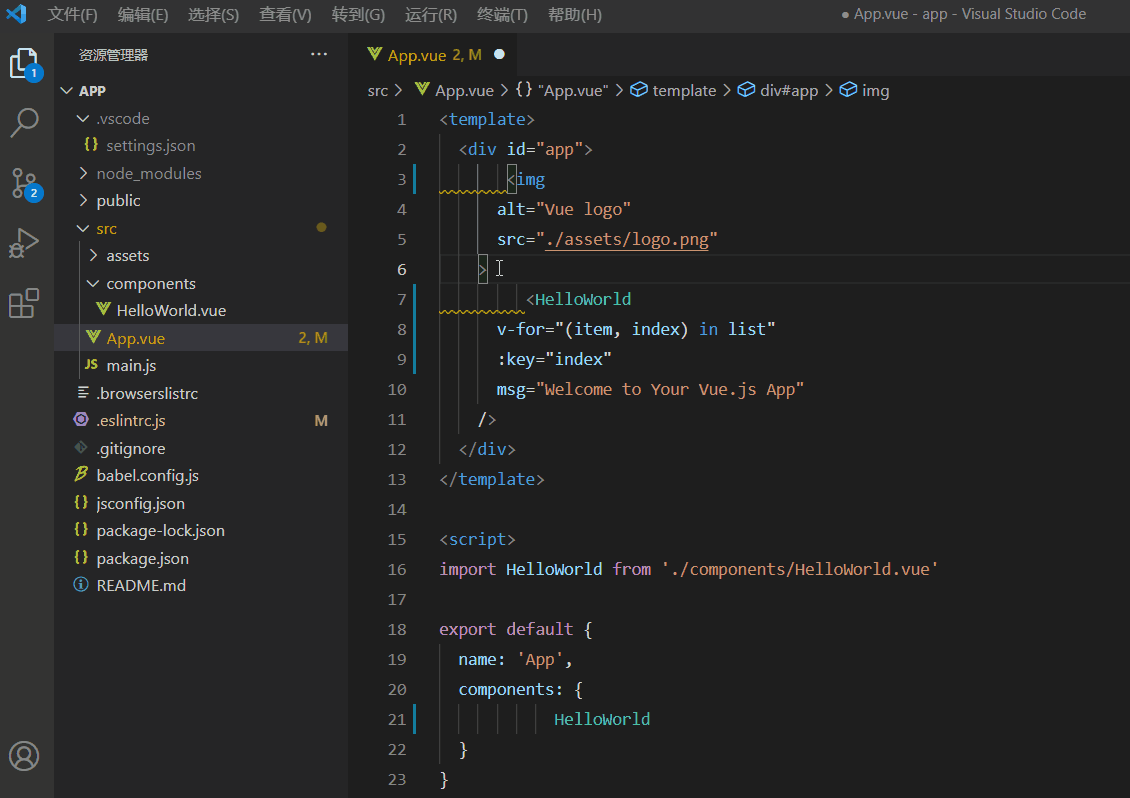 文件(F) 编辑(E) 选择(S) 查看(V) 转到(G) 运行(R) 终端(T) 帮助(H) ● App.vue - app - Visual Studio Code
资源管理器 ···
1
2
APP
.vscode
{} settings.json
node_modules
public
src
assets
components
HelloWorld.vue
App.vue 2, M
JS main.js
.browserslistrc
.eslintrc.js M
.gitignore
babel.config.js
{} jsconfig.json
{} package-lock.json
{} package.json
README.md
App.vue 2, M ●
src > App.vue > {} "App.vue" > template > div#app > img
1 <template>
2 <div id="app">
3 <img
4 alt="Vue logo"
5 src="./assets/logo.png"
6 >
7 <HelloWorld
8 v-for="(item, index) in list"
9 :key="index"
10 msg="Welcome to Your Vue.js App"
11 />
12 </div>
13 </template>
14
15 <script>
16 import HelloWorld from './components/HelloWorld.vue'
17
18 export default {
19 name: 'App',
20 components: {
21 HelloWorld
22 }
23 }